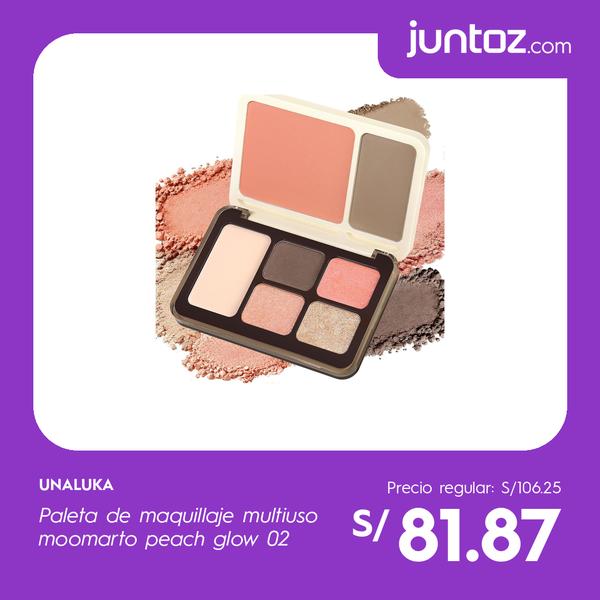 juntoz.com
UNALUKA
Paleta de maquillaje multiuso
moomarto peach glow 02
Precio regular: S/106.25
S/ 81.87